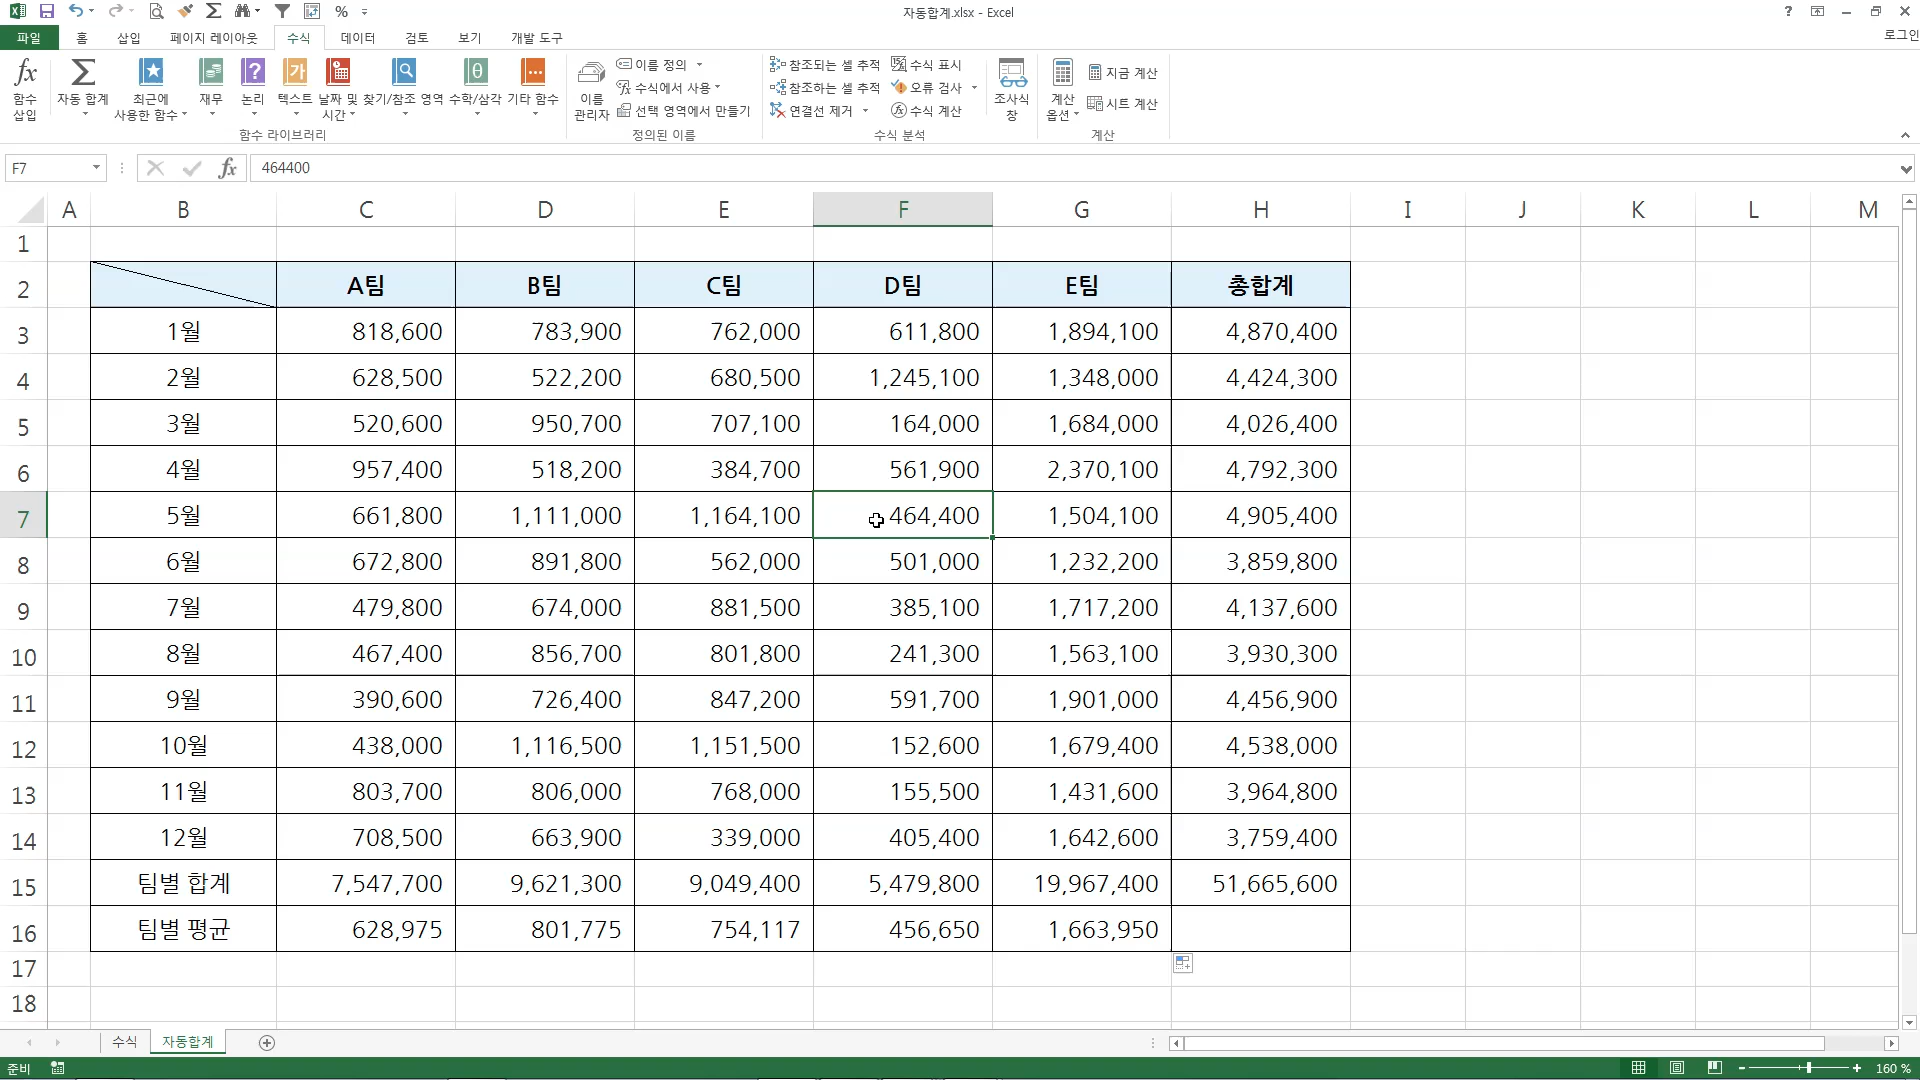 자동합계.xlsx - Excel
파일 홈 삽입 페이지 레이아웃 수식 데이터 검토 보기 개발 도구 로그인
함수 삽입
자동 합계
최근에 사용한 함수
재무
논리
텍스트
날짜 및 시간
찾기/참조 영역
수학/삼각
기타 함수
함수 라이브러리
이름 관리자
이름 정의
수식에서 사용
선택 영역에서 만들기
정의된 이름
참조되는 셀 추적
참조하는 셀 추적
연결선 제거
수식 표시
오류 검사
수식 계산
수식 분석
조사식 창
계산 옵션
지금 계산
시트 계산
계산
F7 fx 464400
A B C D E F G H I J K L M
1
2 A팀 B팀 C팀 D팀 E팀 총합계
3 1월 818,600 783,900 762,000 611,800 1,894,100 4,870,400
4 2월 628,500 522,200 680,500 1,245,100 1,348,000 4,424,300
5 3월 520,600 950,700 707,100 164,000 1,684,000 4,026,400
6 4월 957,400 518,200 384,700 561,900 2,370,100 4,792,300
7 5월 661,800 1,111,000 1,164,100 464,400 1,504,100 4,905,400
8 6월 672,800 891,800 562,000 501,000 1,232,200 3,859,800
9 7월 479,800 674,000 881,500 385,100 1,717,200 4,137,600
10 8월 467,400 856,700 801,800 241,300 1,563,100 3,930,300
11 9월 390,600 726,400 847,200 591,700 1,901,000 4,456,900
12 10월 438,000 1,116,500 1,151,500 152,600 1,679,400 4,538,000
13 11월 803,700 806,000 768,000 155,500 1,431,600 3,964,800
14 12월 708,500 663,900 339,000 405,400 1,642,600 3,759,400
15 팀별 합계 7,547,700 9,621,300 9,049,400 5,479,800 19,967,400 51,665,600
16 팀별 평균 628,975 801,775 754,117 456,650 1,663,950
17
18
수식 자동합계
준비 160 %